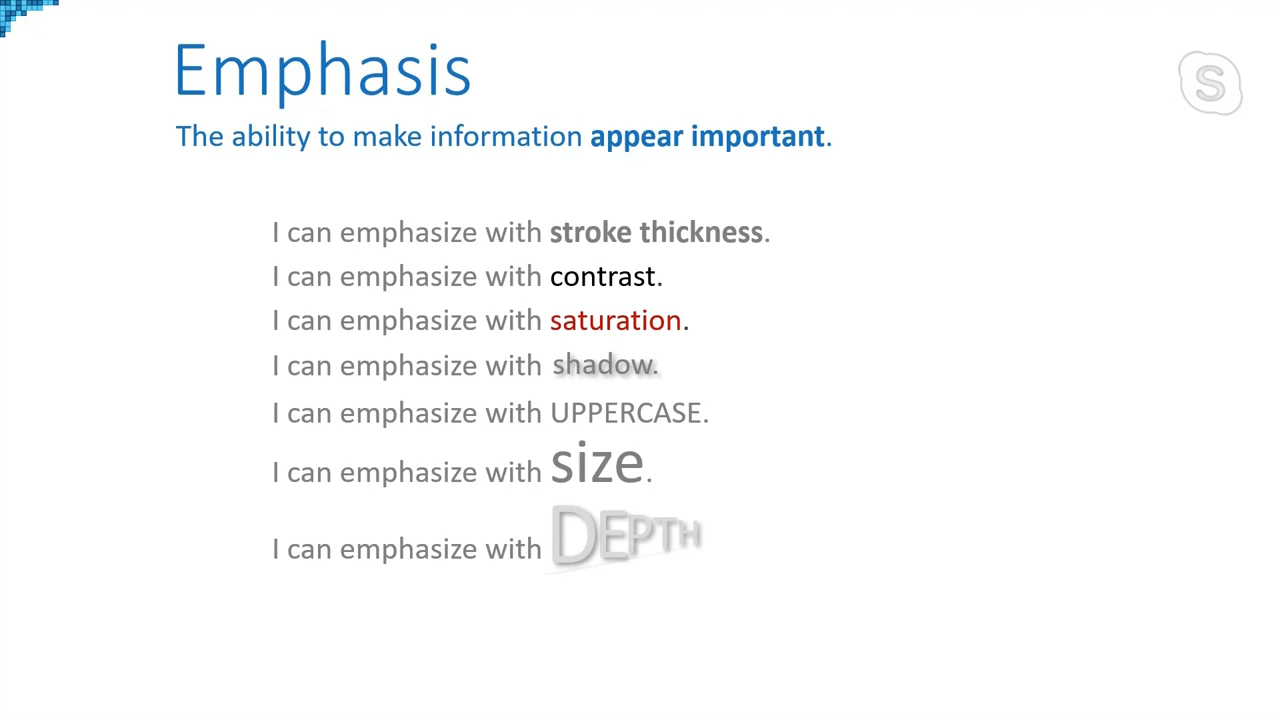 Emphasis
S
The ability to make information appear important.
I can emphasize with stroke thickness.
I can emphasize with contrast.
I can emphasize with saturation.
I can emphasize with shadow.
I can emphasize with UPPERCASE.
I can emphasize with size.
I can emphasize with DEPTH